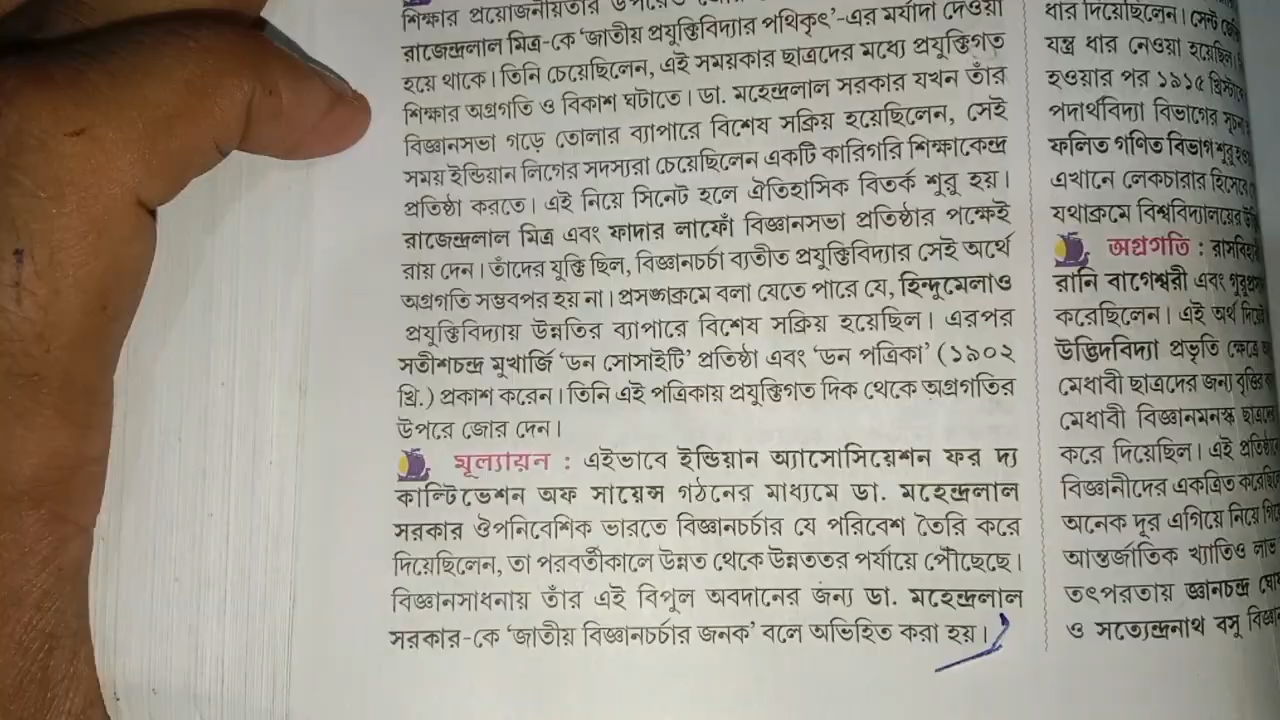 শিক্ষার প্রয়োজনীয়তার উপরেও
রাজেন্দ্রলাল মিত্র-কে ‘জাতীয় প্রযুক্তিবিদ্যার পথিকৃৎ’-এর মর্যাদা দেওয়া
হয়ে থাকে। তিনি চেয়েছিলেন, এই সময়কার ছাত্রদের মধ্যে প্রযুক্তিগত
শিক্ষার অগ্রগতি ও বিকাশ ঘটাতে। ডা. মহেন্দ্রলাল সরকার যখন তাঁর
বিজ্ঞানসভা গড়ে তোলার ব্যাপারে বিশেষ সক্রিয় হয়েছিলেন, সেই
সময় ইন্ডিয়ান লিগের সদস্যরা চেয়েছিলেন একটি কারিগরি শিক্ষাকেন্দ্র
প্রতিষ্ঠা করতে। এই নিয়ে সিনেট হলে ঐতিহাসিক বিতর্ক শুরু হয়।
রাজেন্দ্রলাল মিত্র এবং ফাদার লাফোঁ বিজ্ঞানসভা প্রতিষ্ঠার পক্ষেই
রায় দেন। তাঁদের যুক্তি ছিল, বিজ্ঞানচর্চা ব্যতীত প্রযুক্তিবিদ্যার সেই অর্থে
অগ্রগতি সম্ভবপর হয় না। প্রসঙ্গক্রমে বলা যেতে পারে যে, হিন্দুমেলাও
প্রযুক্তিবিদ্যায় উন্নতির ব্যাপারে বিশেষ সক্রিয় হয়েছিল। এরপর
সতীশচন্দ্র মুখার্জি ‘ডন সোসাইটি’ প্রতিষ্ঠা এবং ‘ডন পত্রিকা’ (১৯০২
খ্রি.) প্রকাশ করেন। তিনি এই পত্রিকায় প্রযুক্তিগত দিক থেকে অগ্রগতির
উপরে জোর দেন।
মূল্যায়ন : এইভাবে ইন্ডিয়ান অ্যাসোসিয়েশন ফর দ্য
কাল্টিভেশন অফ সায়েন্স গঠনের মাধ্যমে ডা. মহেন্দ্রলাল
সরকার ঔপনিবেশিক ভারতে বিজ্ঞানচর্চার যে পরিবেশ তৈরি করে
দিয়েছিলেন, তা পরবর্তীকালে উন্নত থেকে উন্নততর পর্যায়ে পৌঁছেছে।
বিজ্ঞানসাধনায় তাঁর এই বিপুল অবদানের জন্য ডা. মহেন্দ্রলাল
সরকার-কে ‘জাতীয় বিজ্ঞানচর্চার জনক’ বলে অভিহিত করা হয়।
ধার দিয়েছিলেন। সেন্ট
যন্ত্র ধার নেওয়া হয়েছিল।
হওয়ার পর ১৯১৫
পদার্থবিদ্যা বিভাগের
ফলিত গণিত বিভাগ শুরু
এখানে লেকচারার হিসেবে
যথাক্রমে বিশ্ববিদ্যালয়ের
অগ্রগতি :
রানি বাগেশ্বরী এবং
করেছিলেন। এই অর্থ দিয়েই
উদ্ভিদবিদ্যা প্রভৃতি ক্ষেত্রে
মেধাবী ছাত্রদের জন্য বৃত্তির
মেধাবী বিজ্ঞানমনস্ক
করে দিয়েছিল। এই
বিজ্ঞানীদের একত্রিত
অনেক দূর এগিয়ে নিয়ে
আন্তর্জাতিক খ্যাতিও লাভ
তৎপরতায় জ্ঞানচন্দ্র
ও সত্যেন্দ্রনাথ বসু